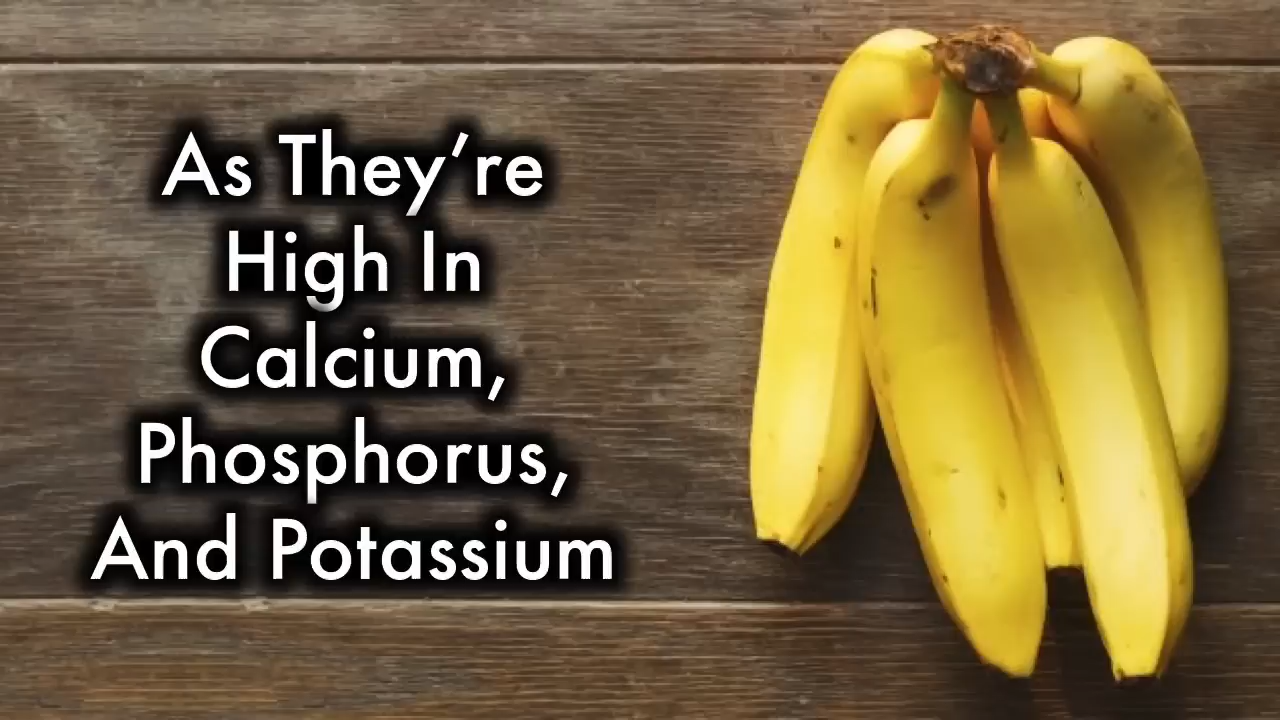 As They’re
High In
Calcium,
Phosphorus,
And Potassium